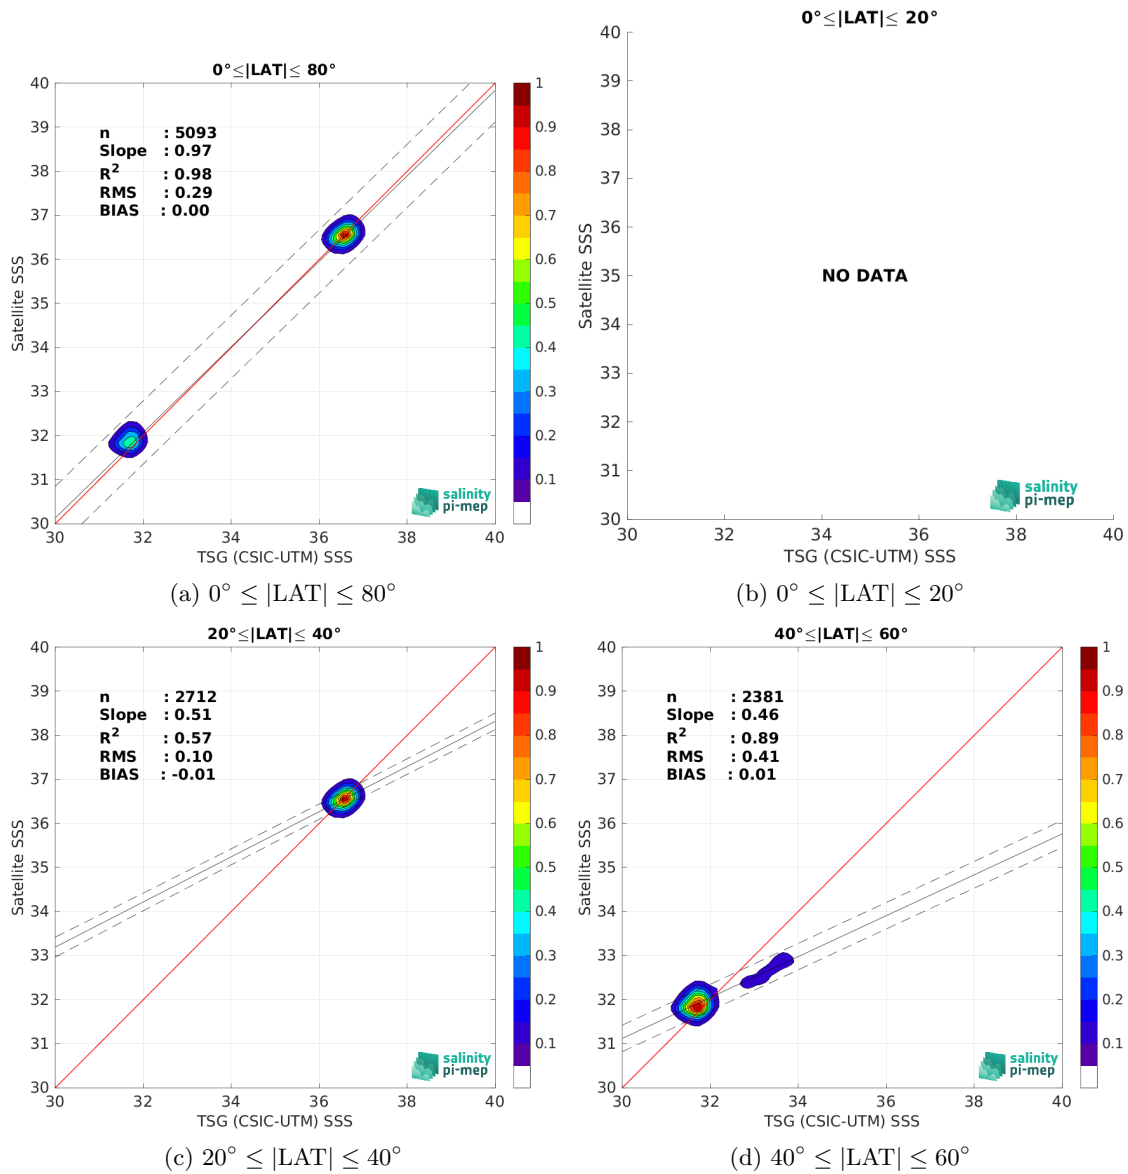 0°≤|LAT|≤ 80°
n : 5093
Slope : 0.97
R² : 0.98
RMS : 0.29
BIAS : 0.00
40
39
38
37
36
35
34
33
32
31
30
30 32 34 36 38 40
Satellite SSS
TSG (CSIC-UTM) SSS
1
0.9
0.8
0.7
0.6
0.5
0.4
0.3
0.2
0.1
salinity
pi-mep
(a) 0° ≤ |LAT| ≤ 80°
0°≤|LAT|≤ 20°
NO DATA
40
39
38
37
36
35
34
33
32
31
30
30 32 34 36 38 40
Satellite SSS
TSG (CSIC-UTM) SSS
salinity
pi-mep
(b) 0° ≤ |LAT| ≤ 20°
20°≤|LAT|≤ 40°
n : 2712
Slope : 0.51
R² : 0.57
RMS : 0.10
BIAS : -0.01
40
39
38
37
36
35
34
33
32
31
30
30 32 34 36 38 40
Satellite SSS
TSG (CSIC-UTM) SSS
1
0.9
0.8
0.7
0.6
0.5
0.4
0.3
0.2
0.1
salinity
pi-mep
(c) 20° ≤ |LAT| ≤ 40°
40°≤|LAT|≤ 60°
n : 2381
Slope : 0.46
R² : 0.89
RMS : 0.41
BIAS : 0.01
40
39
38
37
36
35
34
33
32
31
30
30 32 34 36 38 40
Satellite SSS
TSG (CSIC-UTM) SSS
1
0.9
0.8
0.7
0.6
0.5
0.4
0.3
0.2
0.1
salinity
pi-mep
(d) 40° ≤ |LAT| ≤ 60°